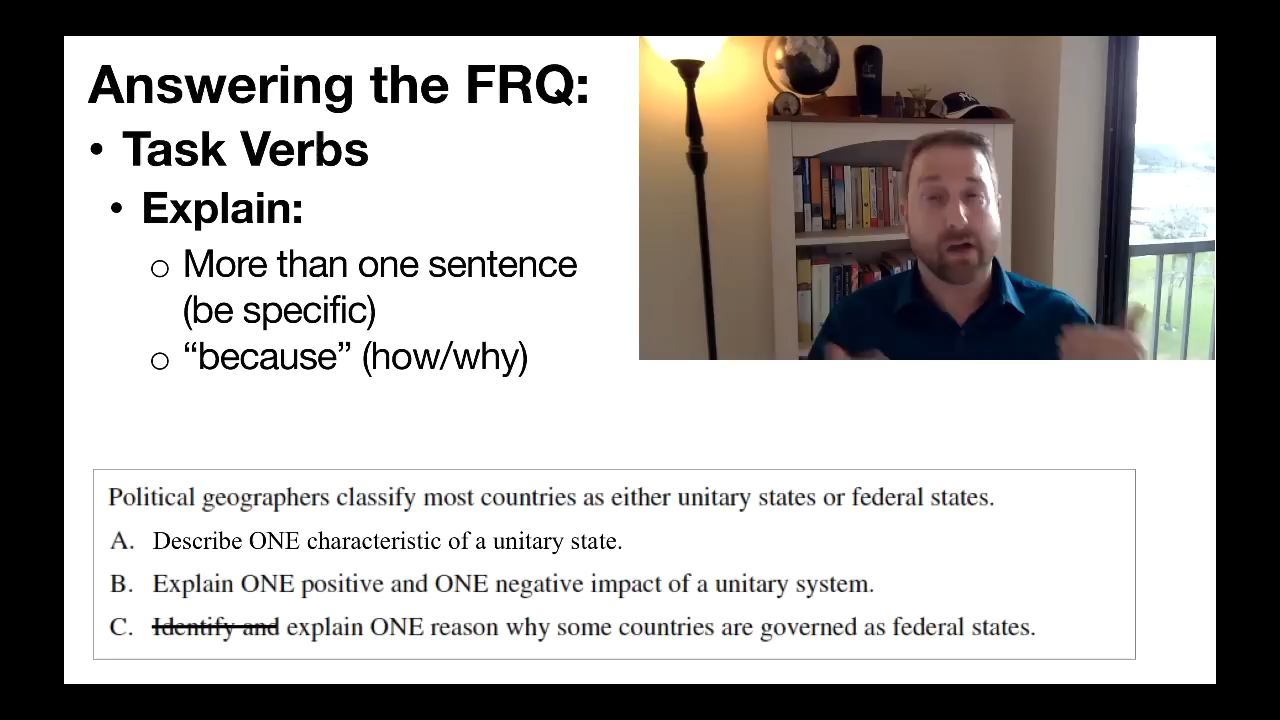 Answering the FRQ:
• Task Verbs
• Explain:
○ More than one sentence
(be specific)
○ “because” (how/why)
Political geographers classify most countries as either unitary states or federal states.
A. Describe ONE characteristic of a unitary state.
B. Explain ONE positive and ONE negative impact of a unitary system.
C. Identify and explain ONE reason why some countries are governed as federal states.